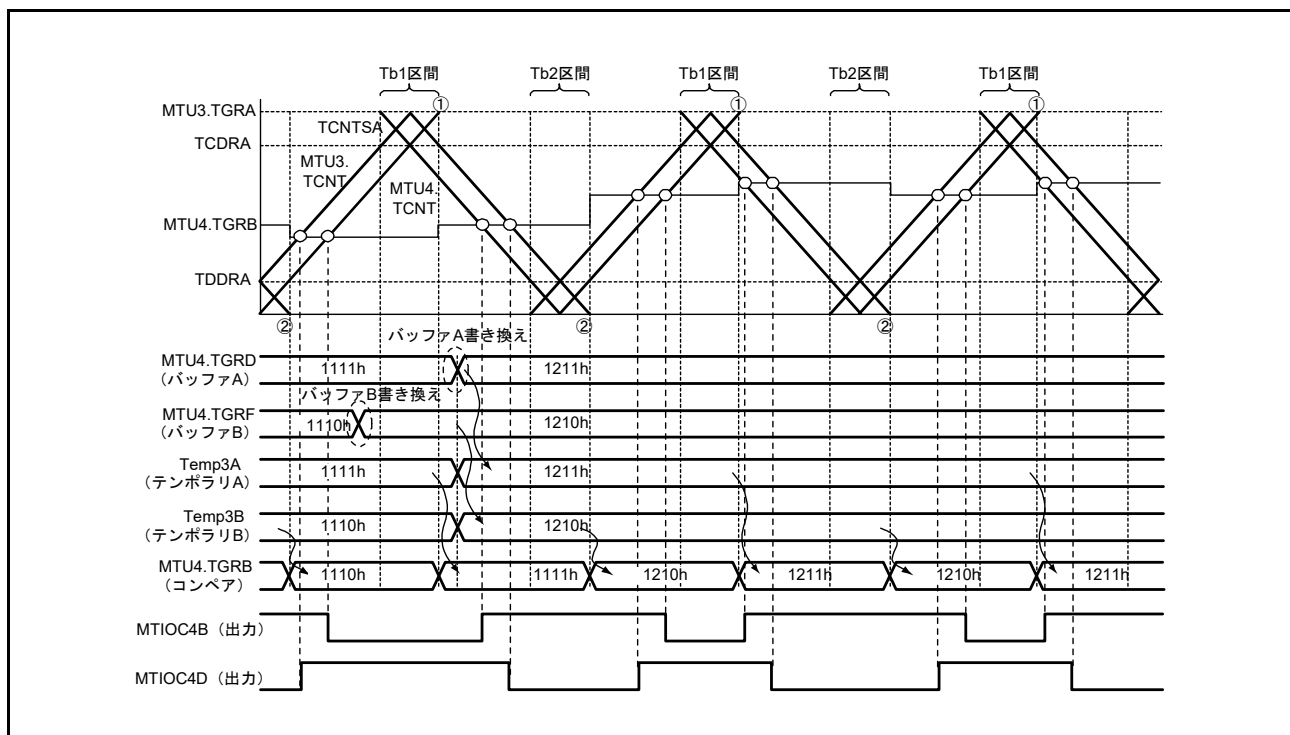 Tb1区間 Tb2区間 Tb1区間 Tb2区間 Tb1区間
MTU3.TGRA ① ① ①
TCNTSA
TCDRA
MTU3.
TCNT
MTU4
TCNT
MTU4.TGRB
TDDRA
② ② ②
バッファA書き換え
MTU4.TGRD
(バッファA)
1111h 1211h
バッファB書き換え
MTU4.TGRF
(バッファB)
1110h 1210h
Temp3A
(テンポラリA)
1111h 1211h
Temp3B
(テンポラリB)
1110h 1210h
MTU4.TGRB
(コンペア)
1110h 1111h 1210h 1211h 1210h 1211h
MTIOC4B(出力)
MTIOC4D(出力)